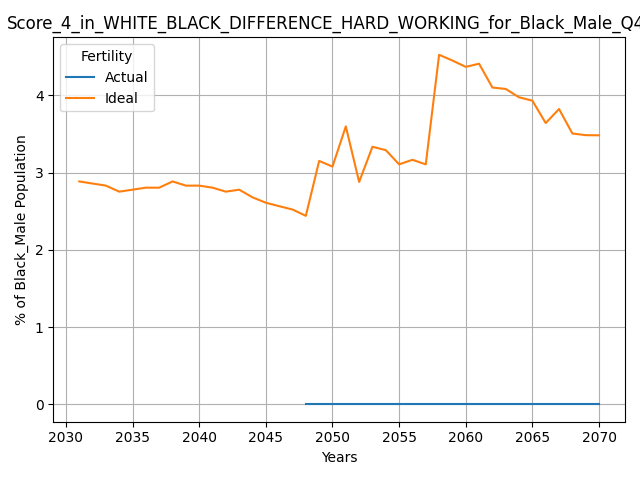 Score_4_in_WHITE_BLACK_DIFFERENCE_HARD_WORKING_for_Black_Male_Q4
Fertility
Actual
Ideal
% of Black_Male Population
4
3
2
1
0
2030 2035 2040 2045 2050 2055 2060 2065 2070
Years